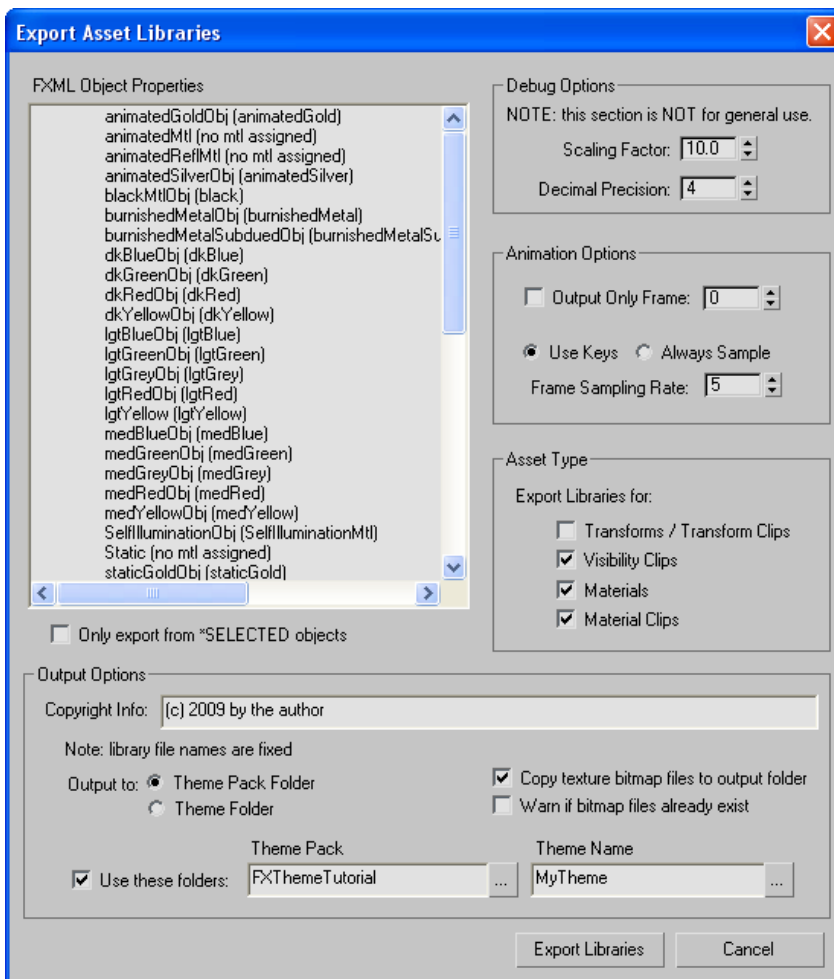 Export Asset Libraries
FXML Object Properties
animatedGoldObj (animatedGold)
animatedMtl (no mtl assigned)
animatedReflMtl (no mtl assigned)
animatedSilverObj (animatedSilver)
blackMtlObj (black)
burnishedMetalObj (burnishedMetal)
burnishedMetalSubduedObj (burnishedMetalSu
dkBlueObj (dkBlue)
dkGreenObj (dkGreen)
dkRedObj (dkRed)
dkYellowObj (dkYellow)
lgtBlueObj (lgtBlue)
lgtGreenObj (lgtGreen)
lgtGreyObj (lgtGrey)
lgtRedObj (lgtRed)
lgtYellow (lgtYellow)
medBlueObj (medBlue)
medGreenObj (medGreen)
medGreyObj (medGrey)
medRedObj (medRed)
medYellowObj (medYellow)
SelfIlluminationObj (SelfIlluminationMtl)
Static (no mtl assigned)
staticGoldObj (staticGold)
Only export from *SELECTED objects
Debug Options
NOTE: this section is NOT for general use.
Scaling Factor: 10.0
Decimal Precision: 4
Animation Options
Output Only Frame: 0
Use Keys Always Sample
Frame Sampling Rate: 5
Asset Type
Export Libraries for:
Transforms / Transform Clips
Visibility Clips
Materials
Material Clips
Output Options
Copyright Info: (c) 2009 by the author
Note: library file names are fixed
Output to: Theme Pack Folder
Theme Folder
Copy texture bitmap files to output folder
Warn if bitmap files already exist
Theme Pack Theme Name
Use these folders: FXThemeTutorial ... MyTheme ...
Export Libraries Cancel